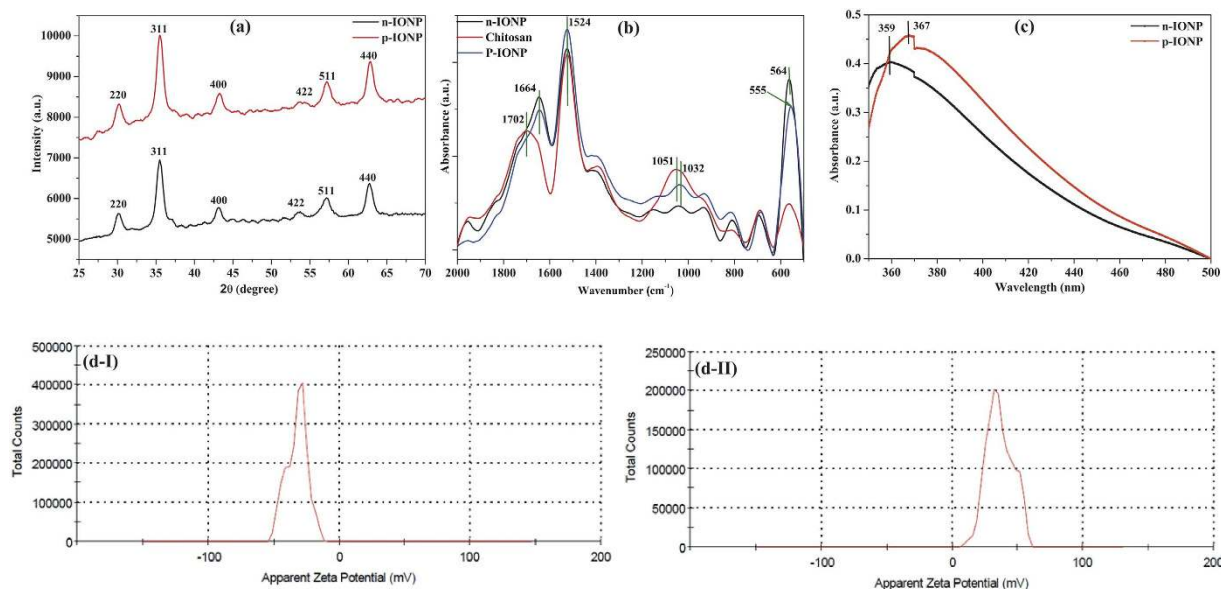 (a)
n-IONP
p-IONP
10000
9000
8000
7000
6000
5000
Intensity (a.u.)
220
311
400
422
511
440
220
311
400
422
511
440
25 30 35 40 45 50 55 60 65 70
2θ (degree)
(b)
n-IONP
Chitosan
P-IONP
Absorbance (a.u.)
1702
1664
1524
1051
1032
564
555
2000 1800 1600 1400 1200 1000 800 600
Wavenumber (cm⁻¹)
(c)
n-IONP
p-IONP
359
367
0.5
0.4
0.3
0.2
0.1
0.0
Absorbance (a.u.)
360 380 400 420 440 460 480 500
Wavelength (nm)
(d-I)
500000
400000
300000
200000
100000
0
Total Counts
-100 0 100 200
Apparent Zeta Potential (mV)
(d-II)
250000
200000
150000
100000
50000
0
Total Counts
-100 0 100 200
Apparent Zeta Potential (mV)